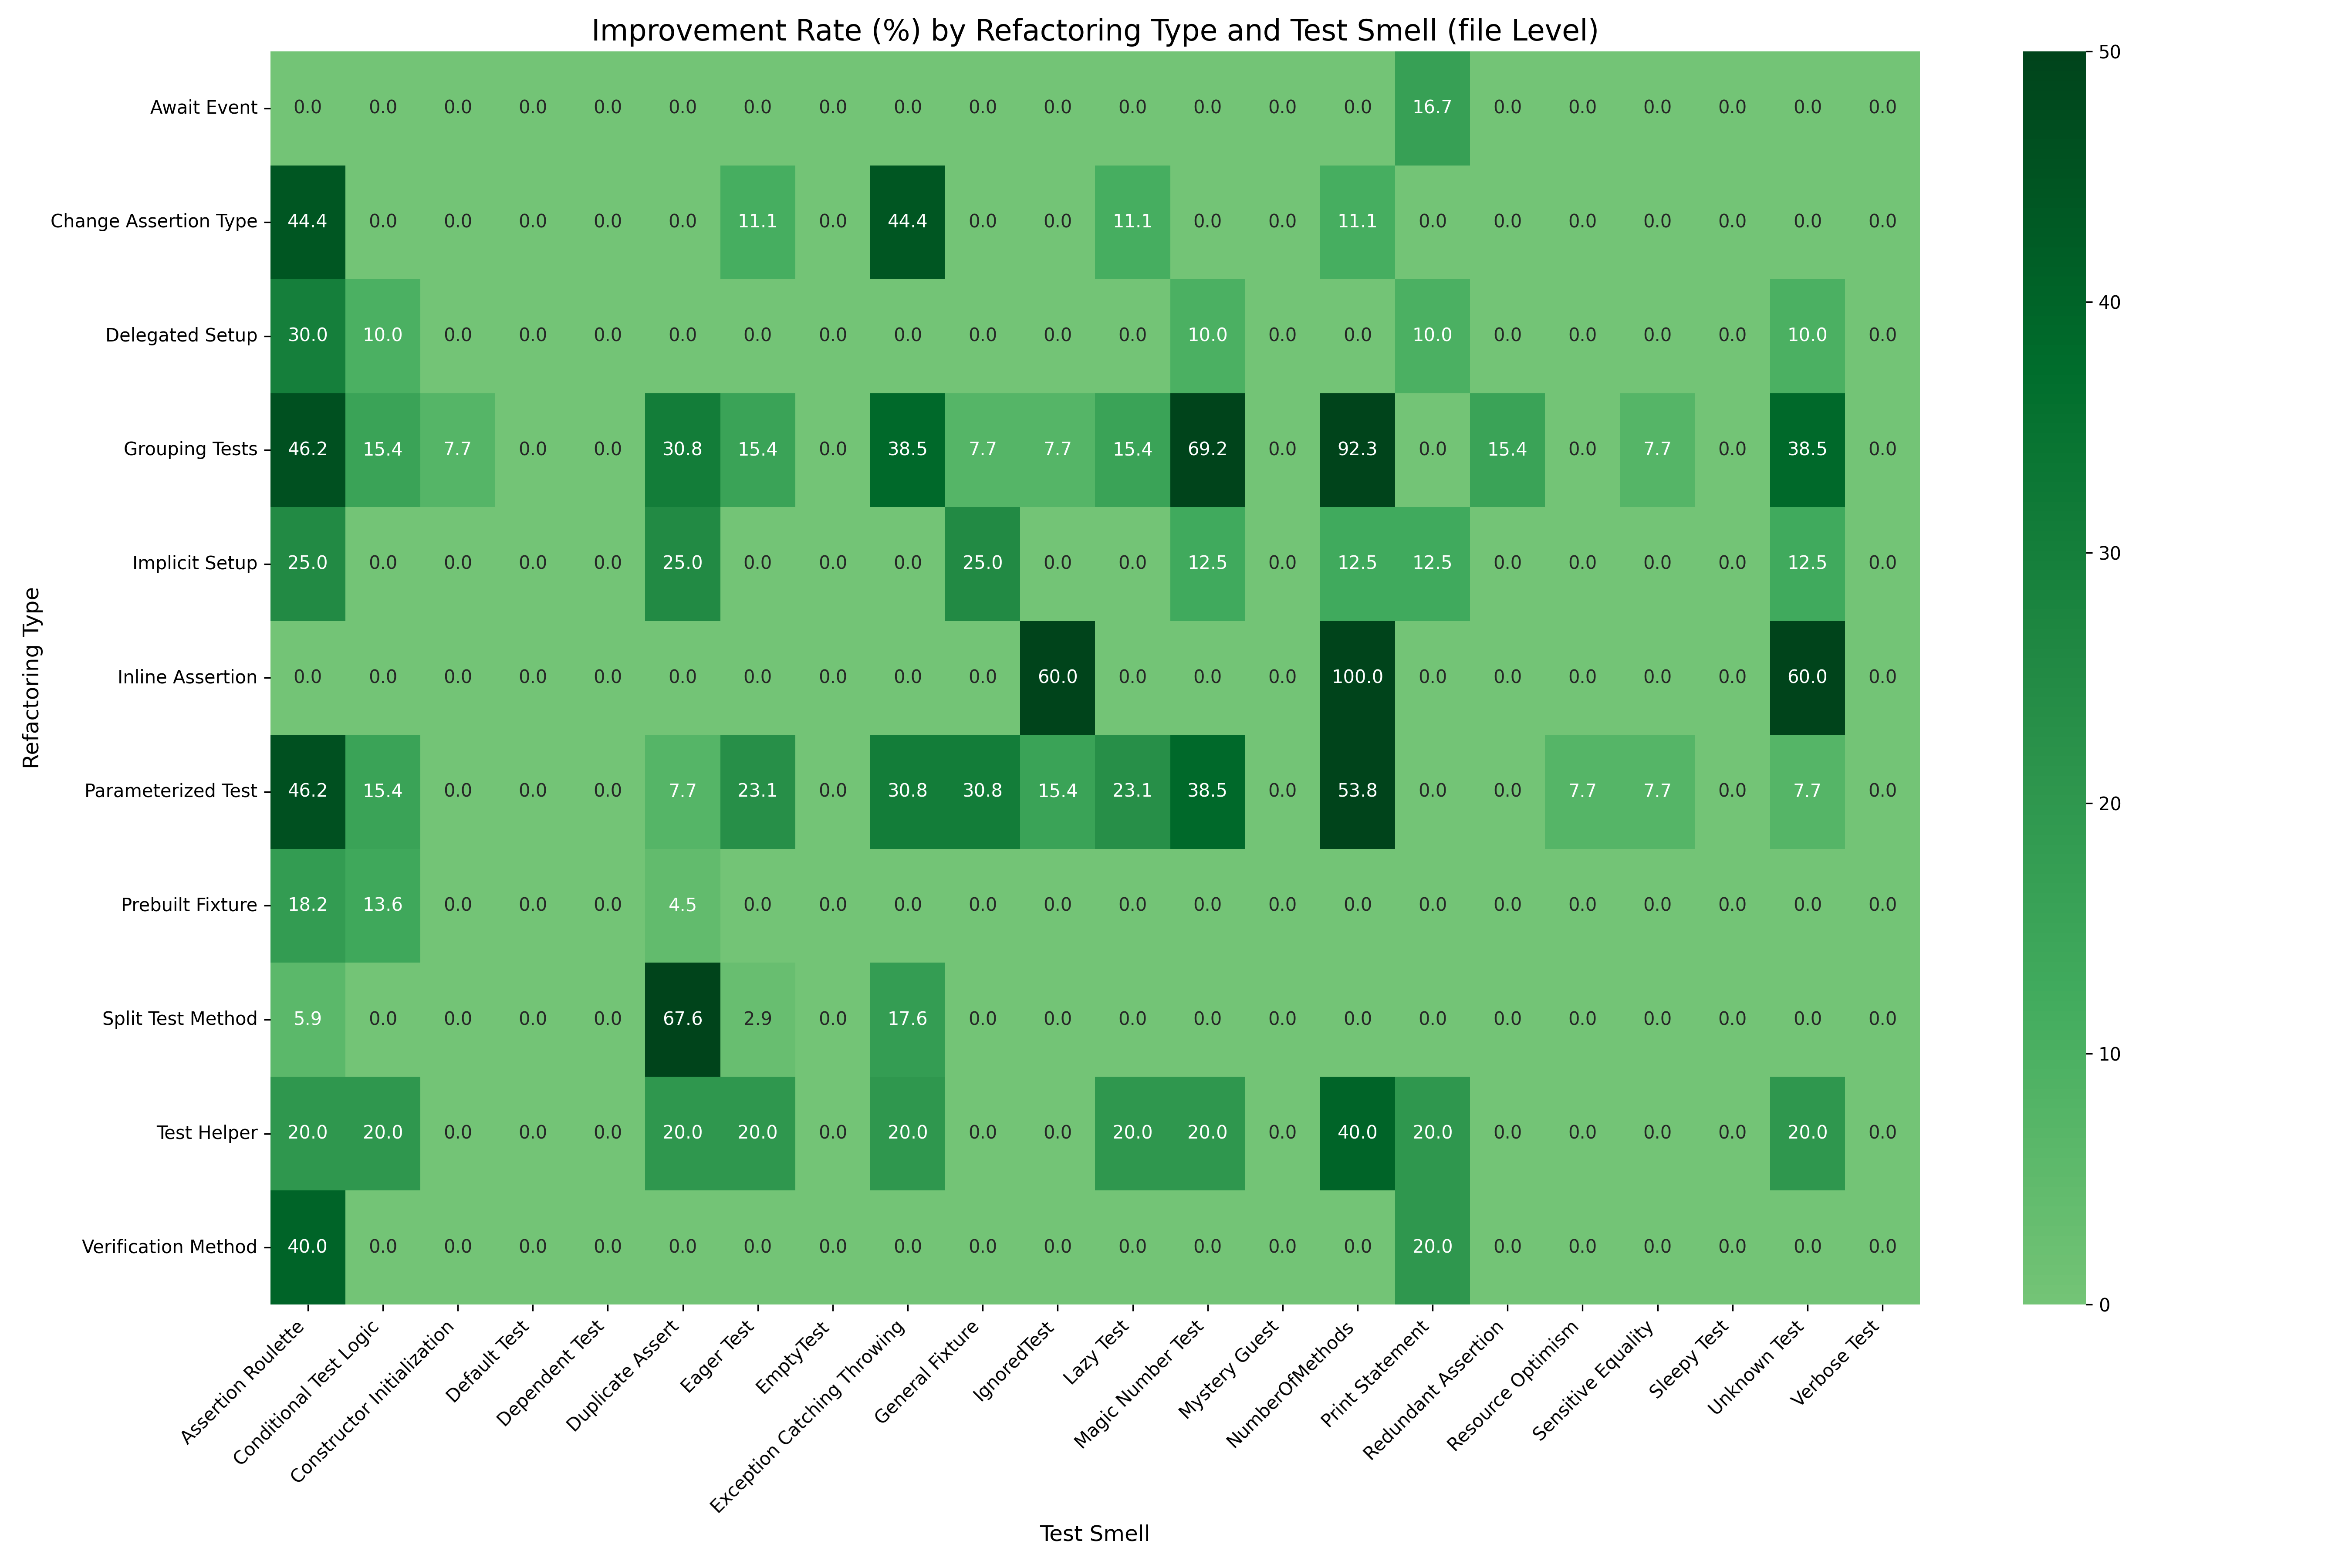 Improvement Rate (%) by Refactoring Type and Test Smell (file Level)
Refactoring Type
Await Event 0.0 0.0 0.0 0.0 0.0 0.0 0.0 0.0 0.0 0.0 0.0 0.0 0.0 0.0 0.0 16.7 0.0 0.0 0.0 0.0 0.0 0.0
Change Assertion Type 44.4 0.0 0.0 0.0 0.0 0.0 11.1 0.0 44.4 0.0 0.0 11.1 0.0 0.0 11.1 0.0 0.0 0.0 0.0 0.0 0.0 0.0
Delegated Setup 30.0 10.0 0.0 0.0 0.0 0.0 0.0 0.0 0.0 0.0 0.0 0.0 10.0 0.0 0.0 10.0 0.0 0.0 0.0 0.0 10.0 0.0
Grouping Tests 46.2 15.4 7.7 0.0 0.0 30.8 15.4 0.0 38.5 7.7 7.7 15.4 69.2 0.0 92.3 0.0 15.4 0.0 7.7 0.0 38.5 0.0
Implicit Setup 25.0 0.0 0.0 0.0 0.0 25.0 0.0 0.0 0.0 25.0 0.0 0.0 12.5 0.0 12.5 12.5 0.0 0.0 0.0 0.0 12.5 0.0
Inline Assertion 0.0 0.0 0.0 0.0 0.0 0.0 0.0 0.0 0.0 0.0 60.0 0.0 0.0 0.0 100.0 0.0 0.0 0.0 0.0 0.0 60.0 0.0
Parameterized Test 46.2 15.4 0.0 0.0 0.0 7.7 23.1 0.0 30.8 30.8 15.4 23.1 38.5 0.0 53.8 0.0 0.0 7.7 7.7 0.0 7.7 0.0
Prebuilt Fixture 18.2 13.6 0.0 0.0 0.0 4.5 0.0 0.0 0.0 0.0 0.0 0.0 0.0 0.0 0.0 0.0 0.0 0.0 0.0 0.0 0.0 0.0
Split Test Method 5.9 0.0 0.0 0.0 0.0 67.6 2.9 0.0 17.6 0.0 0.0 0.0 0.0 0.0 0.0 0.0 0.0 0.0 0.0 0.0 0.0 0.0
Test Helper 20.0 20.0 0.0 0.0 0.0 20.0 20.0 0.0 20.0 0.0 0.0 20.0 20.0 0.0 40.0 20.0 0.0 0.0 0.0 0.0 20.0 0.0
Verification Method 40.0 0.0 0.0 0.0 0.0 0.0 0.0 0.0 0.0 0.0 0.0 0.0 0.0 0.0 0.0 20.0 0.0 0.0 0.0 0.0 0.0 0.0
Assertion Roulette
Conditional Test Logic
Constructor Initialization
Default Test
Dependent Test
Duplicate Assert
Eager Test
EmptyTest
Exception Catching Throwing
General Fixture
IgnoredTest
Lazy Test
Magic Number Test
Mystery Guest
NumberOfMethods
Print Statement
Redundant Assertion
Resource Optimism
Sensitive Equality
Sleepy Test
Unknown Test
Verbose Test
Test Smell
50
40
30
20
10
0